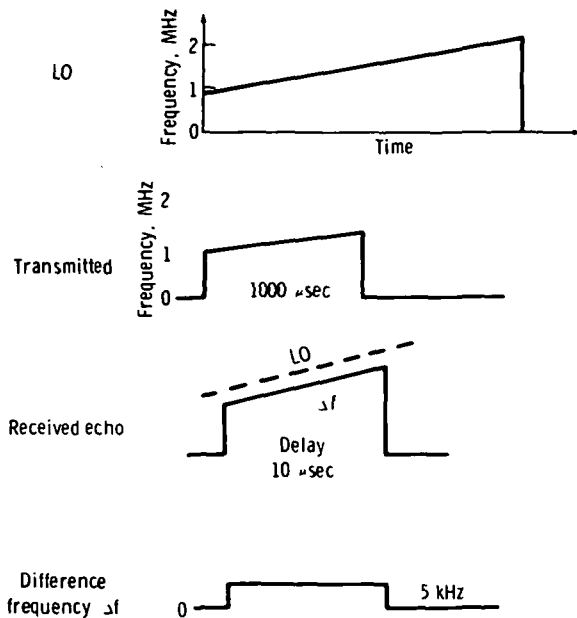 LO
Frequency, MHz
2
1
0
Time
Transmitted
Frequency, MHz
2
1
0
1000 μsec
Received echo
LO
Δf
Delay
10 μsec
Difference
frequency Δf
0
5 kHz